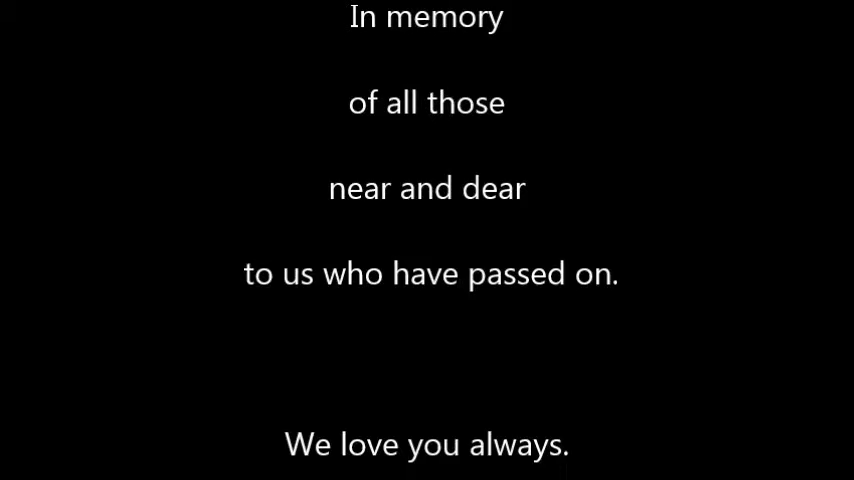 In memory
of all those
near and dear
to us who have passed on.
We love you always.